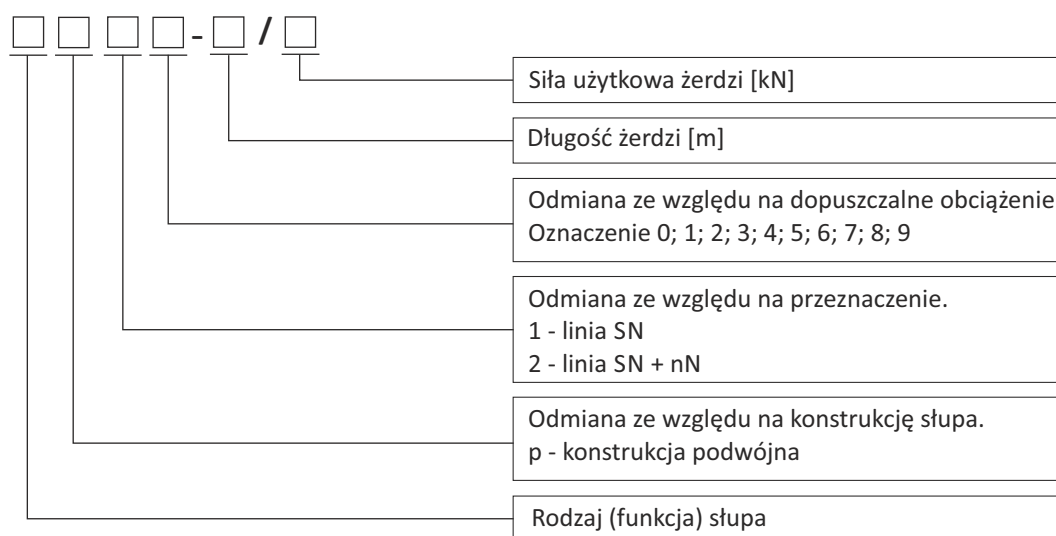 - /
Siła użytkowa żerdzi [kN]
Długość żerdzi [m]
Odmiana ze względu na dopuszczalne obciążenie
Oznaczenie 0; 1; 2; 3; 4; 5; 6; 7; 8; 9
Odmiana ze względu na przeznaczenie.
1 - linia SN
2 - linia SN + nN
Odmiana ze względu na konstrukcję słupa.
p - konstrukcja podwójna
Rodzaj (funkcja) słupa